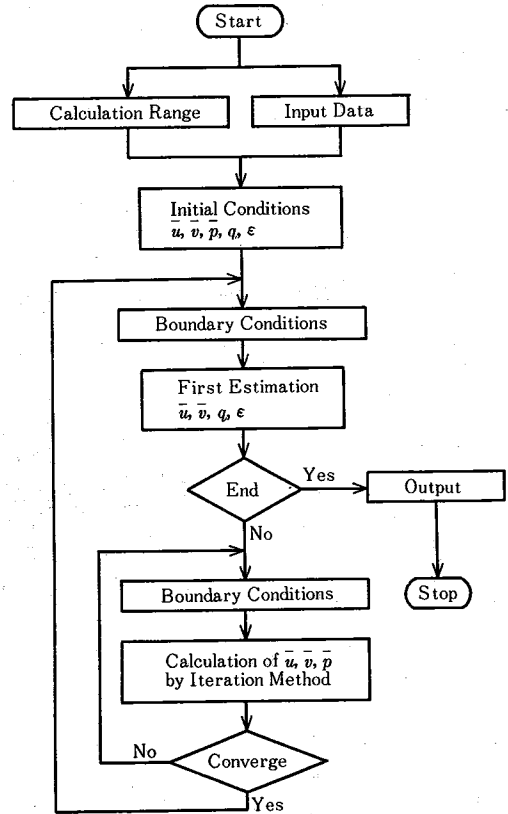 Start
Calculation Range
Input Data
Initial Conditions
u̅, v̅, p̅, q, ε
Boundary Conditions
First Estimation
u̅, v̅, q, ε
End
Yes
Output
No
Stop
Boundary Conditions
Calculation of u̅, v̅, p̅
by Iteration Method
No
Converge
Yes